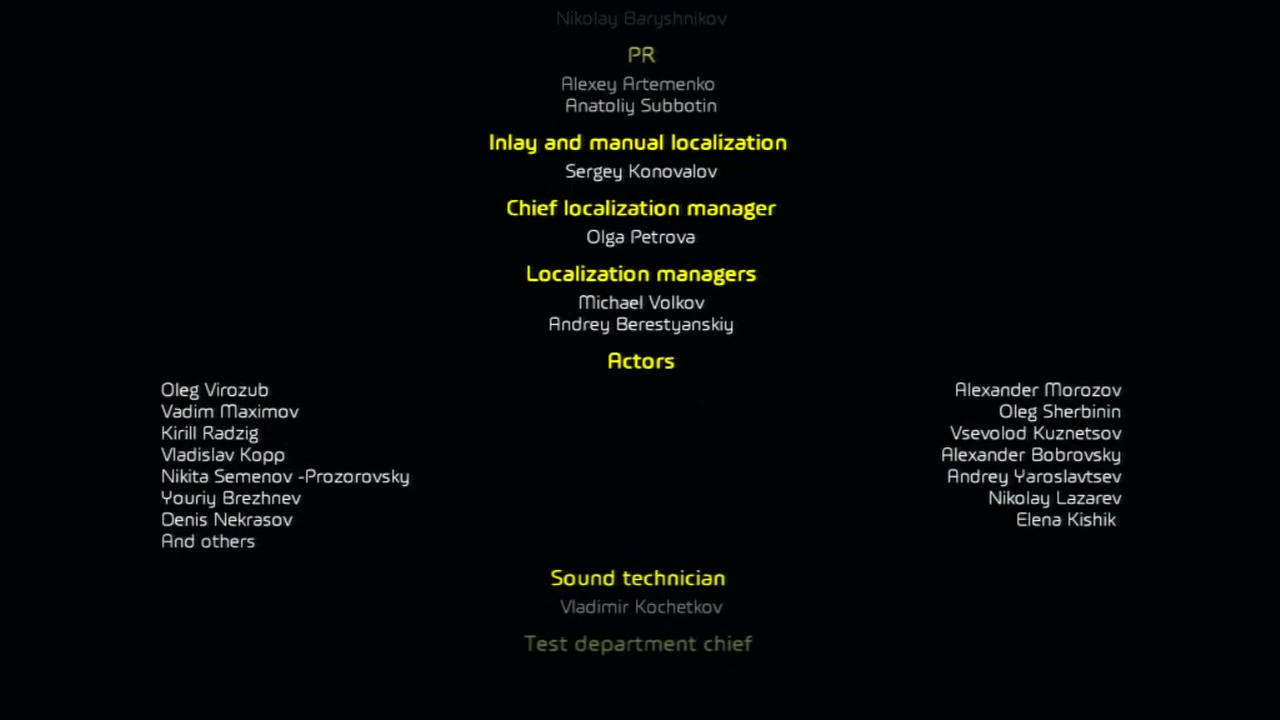 Nikolay Baryshnikov
PR
Alexey Artemenko
Anatoliy Subbotin
Inlay and manual localization
Sergey Konovalov
Chief localization manager
Olga Petrova
Localization managers
Michael Volkov
Andrey Berestyanskiy
Actors
Oleg Virozub
Vadim Maximov
Kirill Radzig
Vladislav Kopp
Nikita Semenov -Prozorovsky
Youriy Brezhnev
Denis Nekrasov
And others
Alexander Morozov
Oleg Sherbinin
Vsevolod Kuznetsov
Alexander Bobrovsky
Andrey Yaroslavtsev
Nikolay Lazarev
Elena Kishik
Sound technician
Vladimir Kochetkov
Test department chief